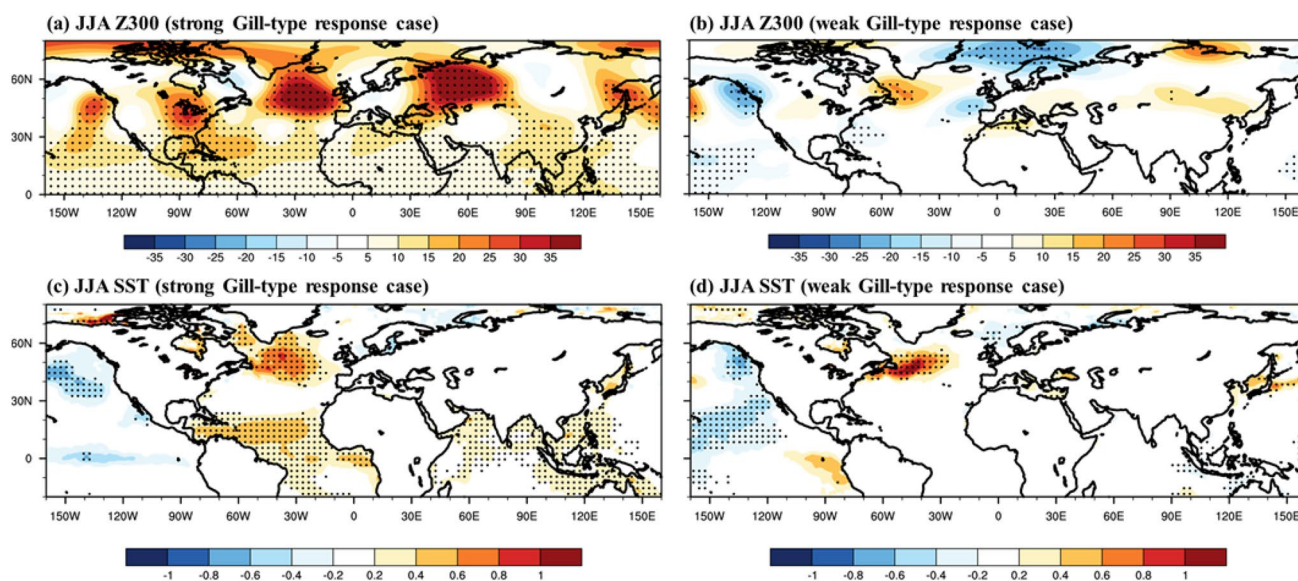 (a) JJA Z300 (strong Gill-type response case)
(b) JJA Z300 (weak Gill-type response case)
60N
30N
0
150W 120W 90W 60W 30W 0 30E 60E 90E 120E 150E
150W 120W 90W 60W 30W 0 30E 60E 90E 120E 150E
-35 -30 -25 -20 -15 -10 -5 5 10 15 20 25 30 35
-35 -30 -25 -20 -15 -10 -5 5 10 15 20 25 30 35
(c) JJA SST (strong Gill-type response case)
(d) JJA SST (weak Gill-type response case)
60N
30N
0
60N
30N
0
150W 120W 90W 60W 30W 0 30E 60E 90E 120E 150E
150W 120W 90W 60W 30W 0 30E 60E 90E 120E 150E
-1 -0.8 -0.6 -0.4 -0.2 0.2 0.4 0.6 0.8 1
-1 -0.8 -0.6 -0.4 -0.2 0.2 0.4 0.6 0.8 1